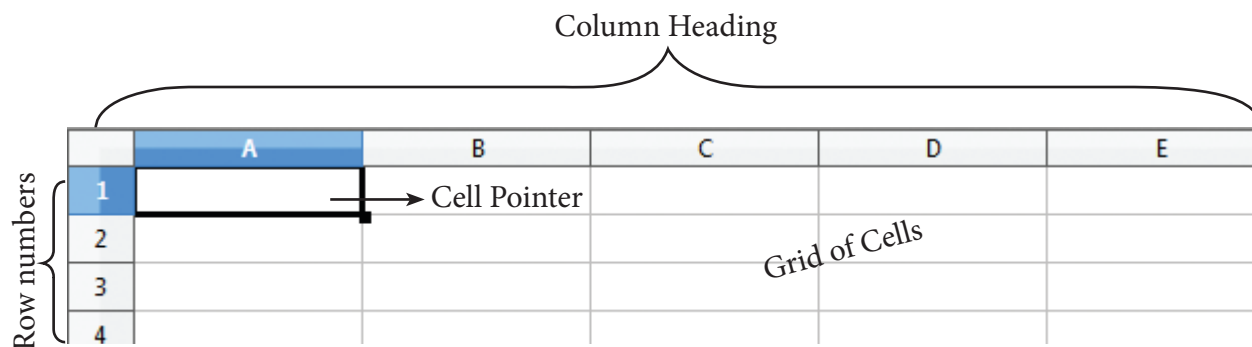 Column Heading
A B C D E
Row numbers
1
Cell Pointer
2
Grid of Cells
3
4